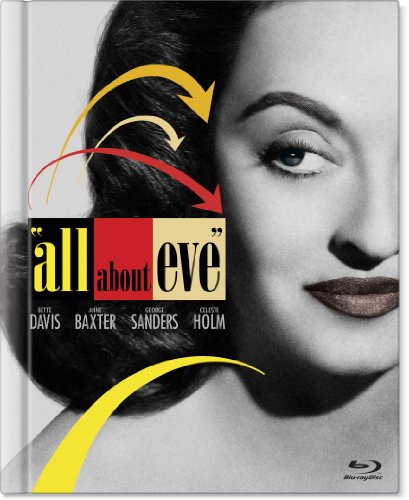 "all about eve"
BETTE ANNE GEORGE CELESTE
DAVIS BAXTER SANDERS HOLM
Blu-ray Disc